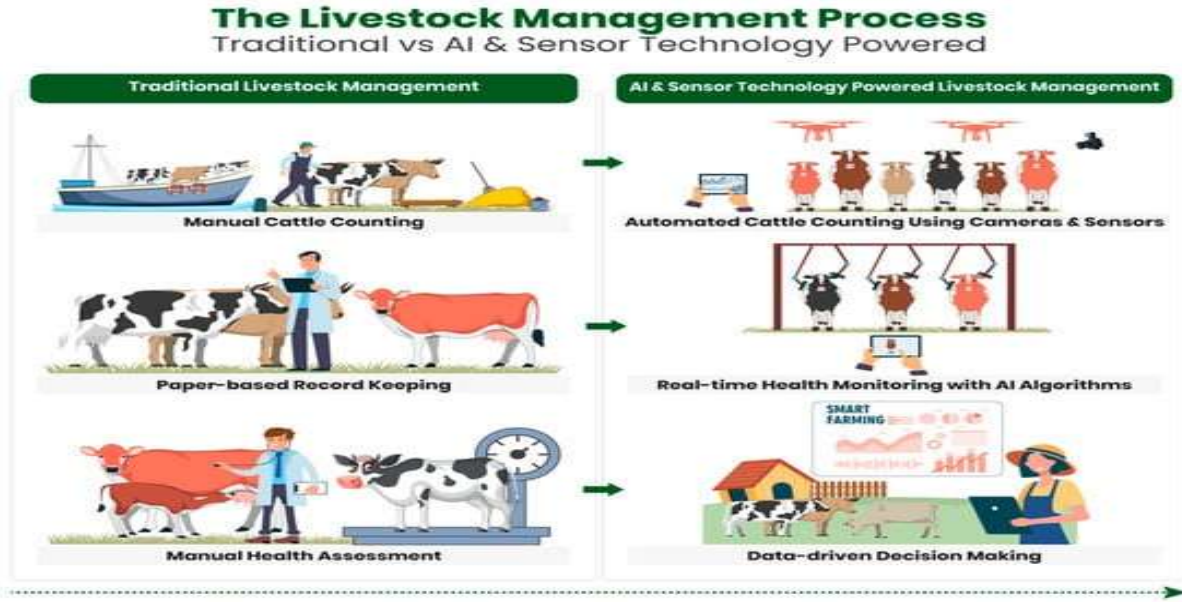 The Livestock Management Process
Traditional vs AI & Sensor Technology Powered
Traditional Livestock Management
AI & Sensor Technology Powered Livestock Management
Manual Cattle Counting
Automated Cattle Counting Using Cameras & Sensors
Paper-based Record Keeping
Real-time Health Monitoring with AI Algorithms
SMART
FARMING
Manual Health Assessment
Data-driven Decision Making